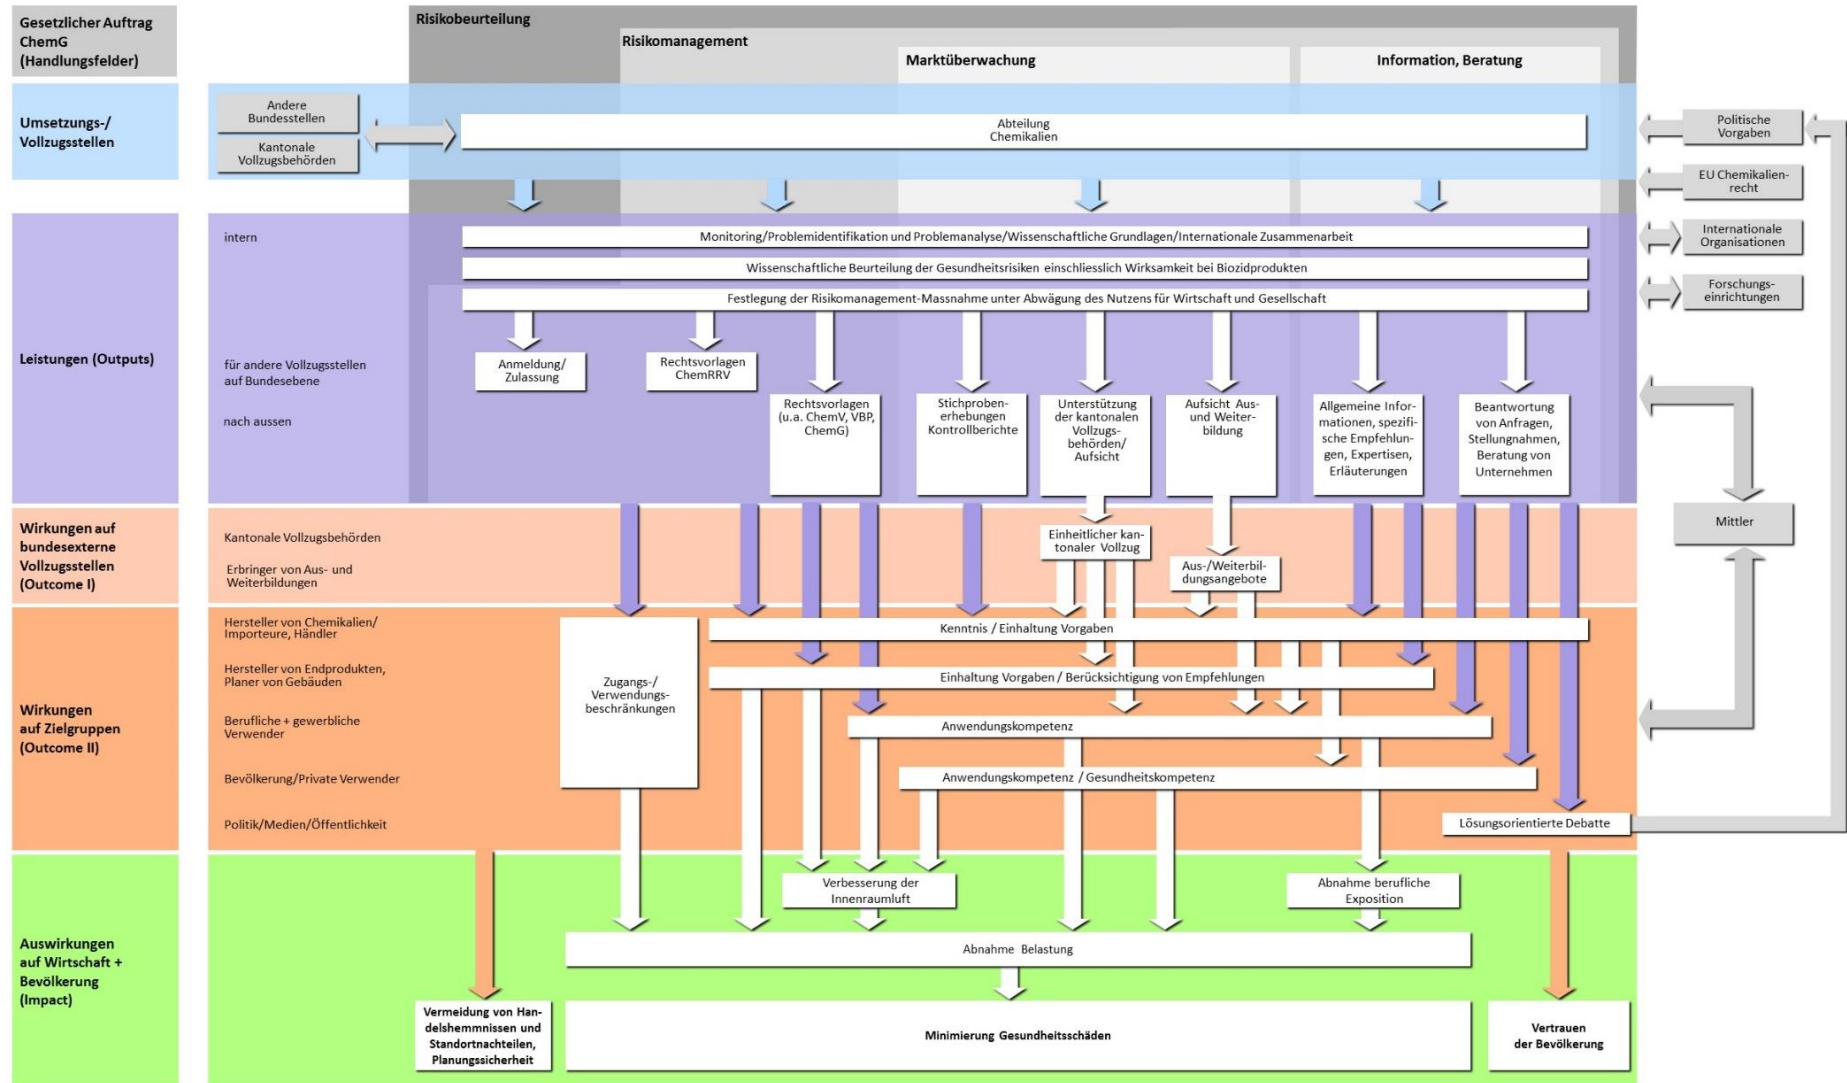 Gesetzlicher Auftrag
ChemG
(Handlungsfelder)
Risikobeurteilung
Risikomanagement
Marktüberwachung
Information, Beratung
Umsetzungs-/
Vollzugsstellen
Andere
Bundesstellen
Kantonale
Vollzugsbehörden
Abteilung
Chemikalien
Politische
Vorgaben
EU Chemikalien-
recht
Internationale
Organisationen
Forschungs-
einrichtungen
Leistungen (Outputs)
intern
Monitoring/Problemidentifikation und Problemanalyse/Wissenschaftliche Grundlagen/Internationale Zusammenarbeit
Wissenschaftliche Beurteilung der Gesundheitsrisiken einschliesslich Wirksamkeit bei Biozidprodukten
Festlegung der Risikomanagement-Massnahme unter Abwägung des Nutzens für Wirtschaft und Gesellschaft
für andere Vollzugsstellen
auf Bundesebene
Anmeldung/
Zulassung
Rechtsvorlagen
ChemRRV
nach aussen
Rechtsvorlagen
(u.a. ChemV, VBP,
ChemG)
Stichproben-
erhebungen
Kontrollberichte
Unterstützung
der kantonalen
Vollzugs-
behörden/
Aufsicht
Aufsicht Aus-
und Weiter-
bildung
Allgemeine Infor-
mationen, spezifi-
sche Empfehlun-
gen, Expertisen,
Erläuterungen
Beantwortung
von Anfragen,
Stellungnahmen,
Beratung von
Unternehmen
Mittler
Wirkungen auf
bundesexterne
Vollzugsstellen
(Outcome I)
Kantonale Vollzugsbehörden
Einheitlicher kan-
tonaler Vollzug
Erbringer von Aus- und
Weiterbildungen
Aus-/Weiterbil-
dungsangebote
Wirkungen
auf Zielgruppen
(Outcome II)
Hersteller von Chemikalien/
Importeure, Händler
Kenntnis / Einhaltung Vorgaben
Hersteller von Endprodukten,
Planer von Gebäuden
Zugangs-/
Verwendungs-
beschränkungen
Einhaltung Vorgaben / Berücksichtigung von Empfehlungen
Berufliche + gewerbliche
Verwender
Anwendungskompetenz
Bevölkerung/Private Verwender
Anwendungskompetenz / Gesundheitskompetenz
Politik/Medien/Öffentlichkeit
Lösungsorientierte Debatte
Auswirkungen
auf Wirtschaft +
Bevölkerung
(Impact)
Verbesserung der
Innenraumluft
Abnahme berufliche
Exposition
Abnahme Belastung
Vermeidung von Han-
delshemmnissen und
Standortnachteilen,
Planungssicherheit
Minimierung Gesundheitsschäden
Vertrauen
der Bevölkerung